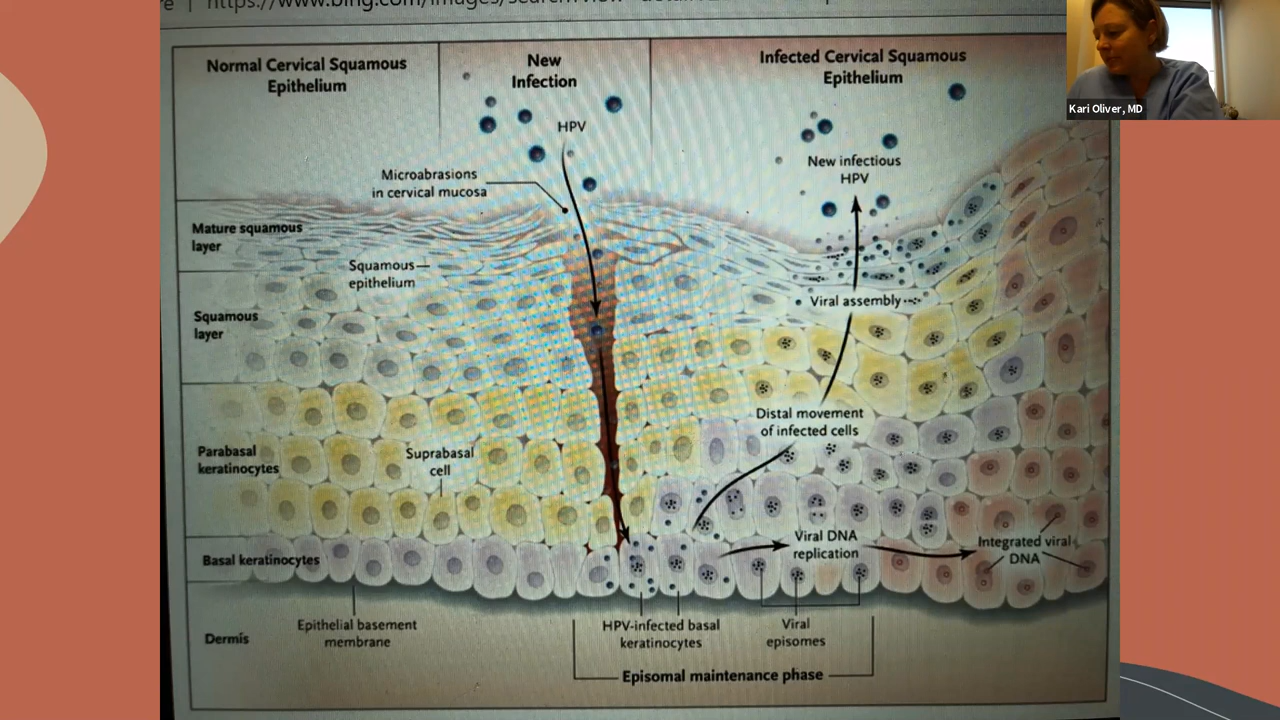 https://www.bing.com/images/search?view=
Kari Oliver, MD
Normal Cervical Squamous
Epithelium
New
Infection
Infected Cervical Squamous
Epithelium
HPV
Microabrasions
in cervical mucosa
New infectious
HPV
Mature squamous
layer
Squamous
epithelium
Viral assembly
Squamous
layer
Distal movement
of infected cells
Parabasal
keratinocytes
Suprabasal
cell
Viral DNA
replication
Integrated viral
DNA
Basal keratinocytes
Epithelial basement
membrane
HPV-infected basal
keratinocytes
Viral
episomes
Dermis
Episomal maintenance phase